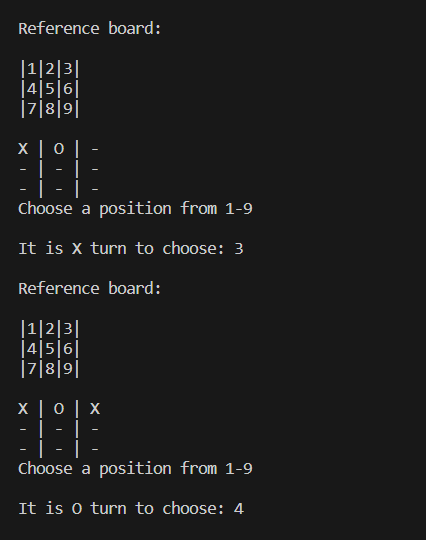 Reference board:
|1|2|3|
|4|5|6|
|7|8|9|
X | O | -
- | - | -
- | - | -
Choose a position from 1-9
It is X turn to choose: 3
Reference board:
|1|2|3|
|4|5|6|
|7|8|9|
X | O | X
- | - | -
- | - | -
Choose a position from 1-9
It is O turn to choose: 4